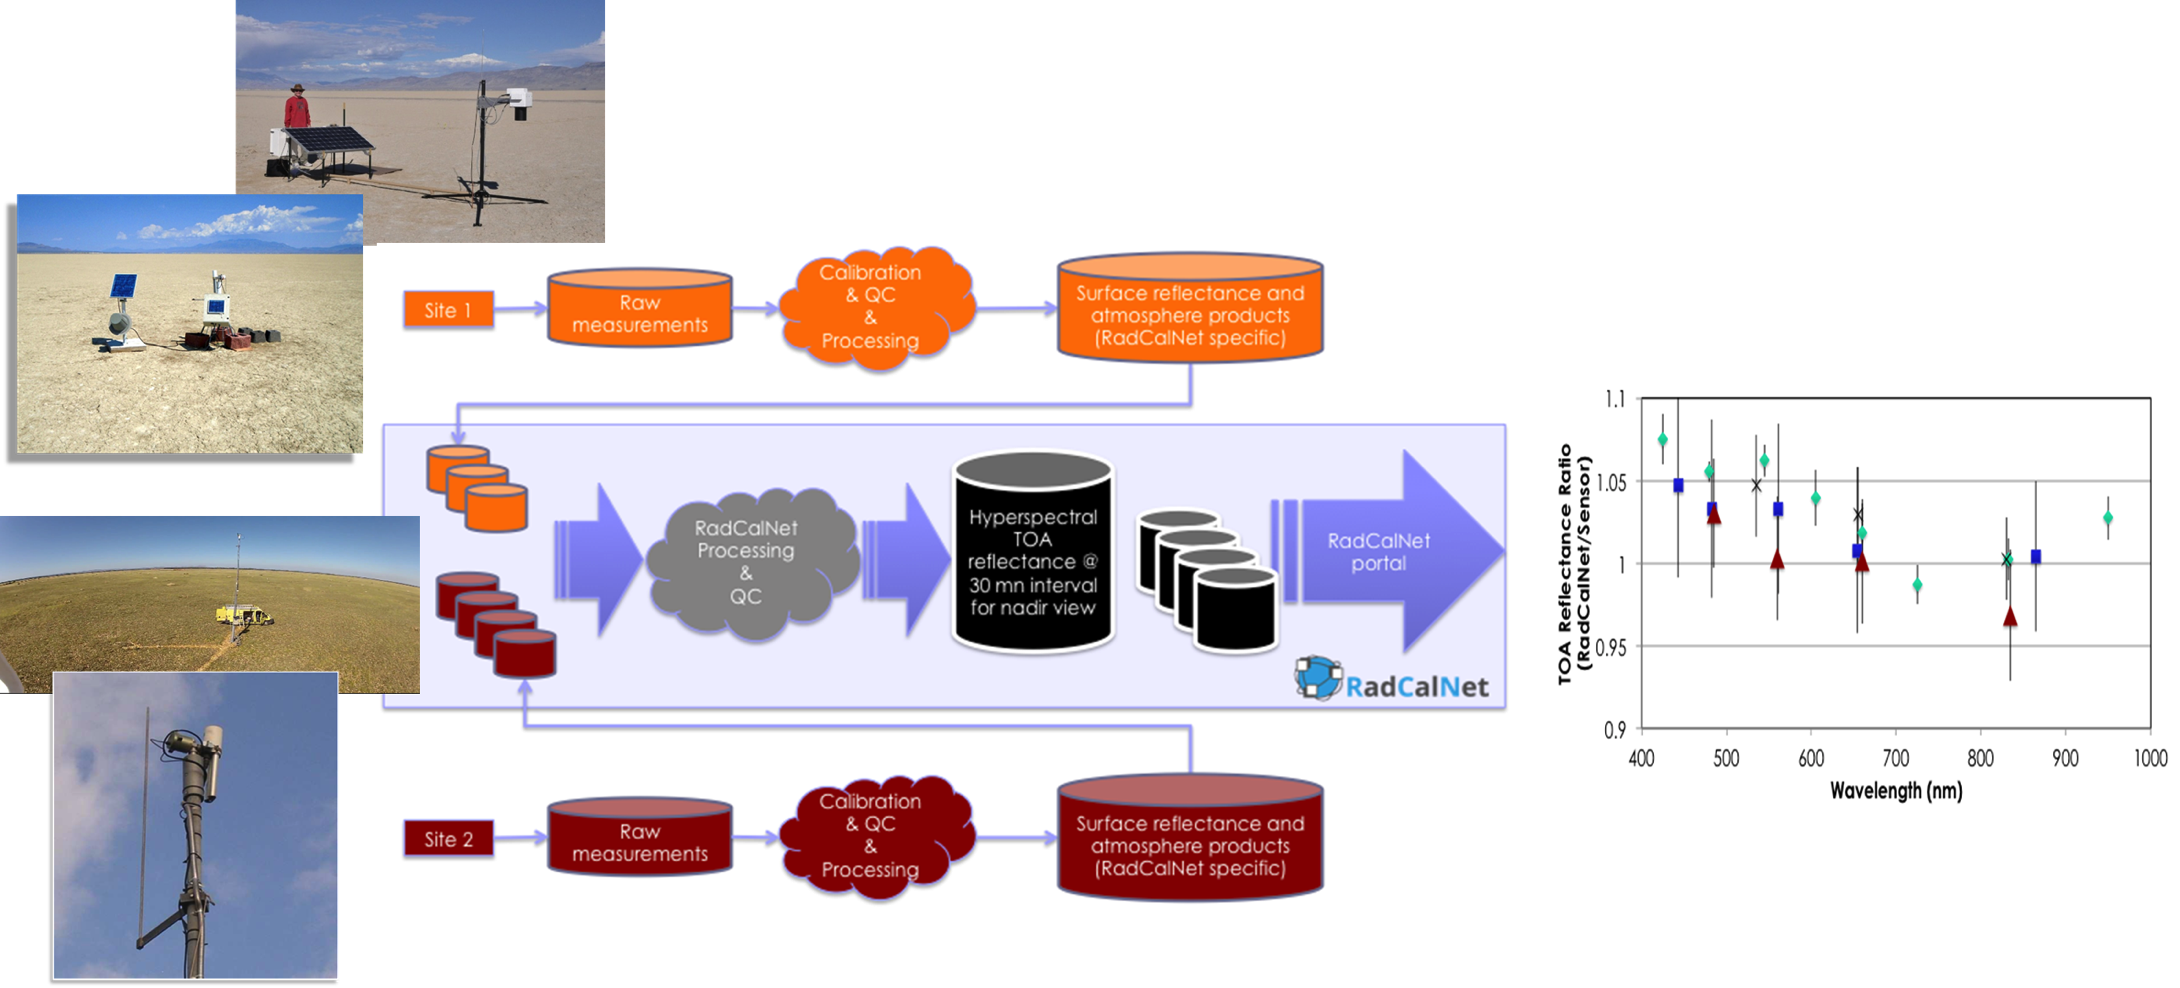 Site 1
Raw
measurements
Calibration
& QC
&
Processing
Surface reflectance and
atmosphere products
(RadCalNet specific)
RadCalNet
Processing
&
QC
Hyperspectral
TOA
reflectance @
30 mn interval
for nadir view
RadCalNet
portal
RadCalNet
Site 2
Raw
measurements
Calibration
& QC
&
Processing
Surface reflectance and
atmosphere products
(RadCalNet specific)
TOA Reflectance Ratio
(RadCalNet/Sensor)
1.1
1.05
1
0.95
0.9
400 500 600 700 800 900 1000
Wavelength (nm)